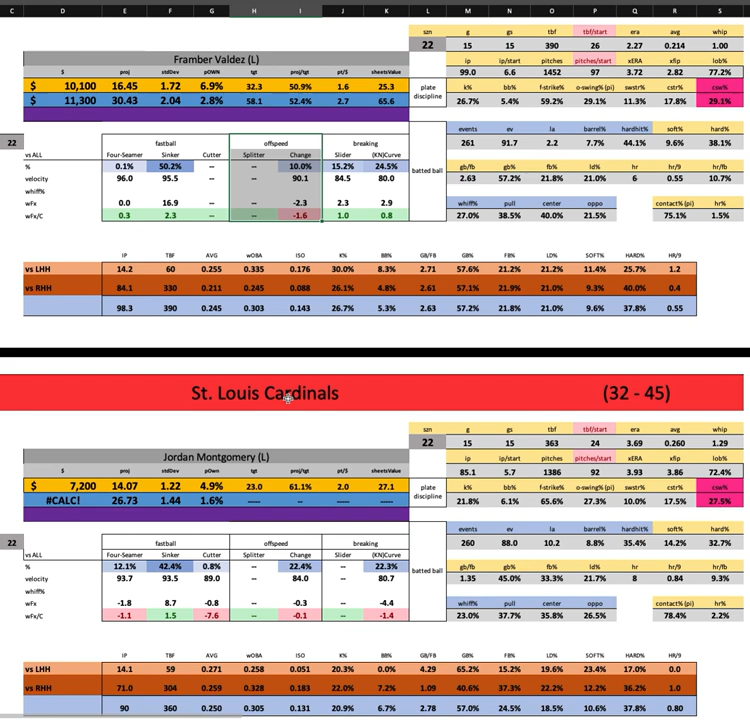 C D E F G H I J K L M N O P Q R S
szn g gs tbf tbf/start era avg whip
22 15 15 390 26 2.27 0.214 1.00
Framber Valdez (L) ip ip/start pitches pitches/start xERA xfip lob%
$ proj stdDev pOWN tgt proj/tgt pt/$ sheetsValue 99.0 6.6 1452 97 3.72 2.82 77.2%
$ 10,100 16.45 1.72 6.9% 32.3 50.9% 1.6 25.3 plate discipline k% bb% f-strike% o-swing% (pi) swstr% cstr% csw%
$ 11,300 30.43 2.04 2.8% 58.1 52.4% 2.7 65.6 26.7% 5.4% 59.2% 29.1% 11.3% 17.8% 29.1%
events ev la barrel% hardhit% soft% hard%
22 fastball offspeed breaking 261 91.7 2.2 7.7% 44.1% 9.6% 38.1%
vs ALL Four-Seamer Sinker Cutter Splitter Change Slider (KN)Curve
% 0.1% 50.2% -- -- 10.0% 15.2% 24.5% batted ball gb/fb gb% fb% ld% hr hr/9 hr/fb
velocity 96.0 95.5 -- -- 90.1 84.5 80.0 2.63 57.2% 21.8% 21.0% 6 0.55 10.7%
whiff%
wFx 0.0 16.9 -- -- -2.3 2.3 2.9 whiff% pull center oppo contact% (pi) hr%
wFx/C 0.3 2.3 -- -- -1.6 1.0 0.8 27.0% 38.5% 40.0% 21.5% 75.1% 1.5%
IP TBF AVG wOBA ISO K% BB% GB/FB GB% FB% LD% SOFT% HARD% HR/9
vs LHH 14.2 60 0.255 0.335 0.176 30.0% 8.3% 2.71 57.6% 21.2% 21.2% 11.4% 25.7% 1.2
vs RHH 84.1 330 0.211 0.245 0.088 26.1% 4.8% 2.61 57.1% 21.9% 21.0% 9.3% 40.0% 0.4
98.3 390 0.245 0.303 0.143 26.7% 5.3% 2.63 57.2% 21.8% 21.0% 9.6% 37.8% 0.55
St. Louis Cardinals (32 - 45)
szn g gs tbf tbf/start era avg whip
22 15 15 363 24 3.69 0.260 1.29
Jordan Montgomery (L) ip ip/start pitches pitches/start xERA xfip lob%
$ proj stdDev pOwn tgt proj/tgt pt/$ sheetsValue 85.1 5.7 1386 92 3.93 3.86 72.4%
$ 7,200 14.07 1.22 4.9% 23.0 61.1% 2.0 27.1 plate discipline k% bb% f-strike% o-swing% (pi) swstr% cstr% csw%
#CALC! 26.73 1.44 1.6% ---- ---- -- ---- 21.8% 6.1% 65.6% 27.3% 10.0% 17.5% 27.5%
events ev la barrel% hardhit% soft% hard%
22 fastball offspeed breaking 260 88.0 10.2 8.8% 35.4% 14.2% 32.7%
vs ALL Four-Seamer Sinker Cutter Splitter Change Slider (KN)Curve
% 12.1% 42.4% 0.8% -- 22.4% -- 22.3% batted ball gb/fb gb% fb% ld% hr hr/9 hr/fb
velocity 93.7 93.5 89.0 -- 84.0 -- 80.7 1.35 45.0% 33.3% 21.7% 8 0.84 9.3%
whiff%
wFx -1.8 8.7 -0.8 -- -0.3 -- -4.4 whiff% pull center oppo contact% (pi) hr%
wFx/C -1.1 1.5 -7.6 -- -0.1 -- -1.4 23.0% 37.7% 35.8% 26.5% 78.4% 2.2%
IP TBF AVG wOBA ISO K% BB% GB/FB GB% FB% LD% SOFT% HARD% HR/9
vs LHH 14.1 59 0.271 0.258 0.051 20.3% 0.0% 4.29 65.2% 15.2% 19.6% 23.4% 17.0% 0.0
vs RHH 71.0 304 0.259 0.328 0.183 22.0% 7.2% 1.09 40.6% 37.3% 22.2% 12.2% 36.2% 1.0
90 360 0.250 0.305 0.131 20.9% 6.7% 2.78 57.0% 24.5% 18.5% 10.6% 37.8% 0.80